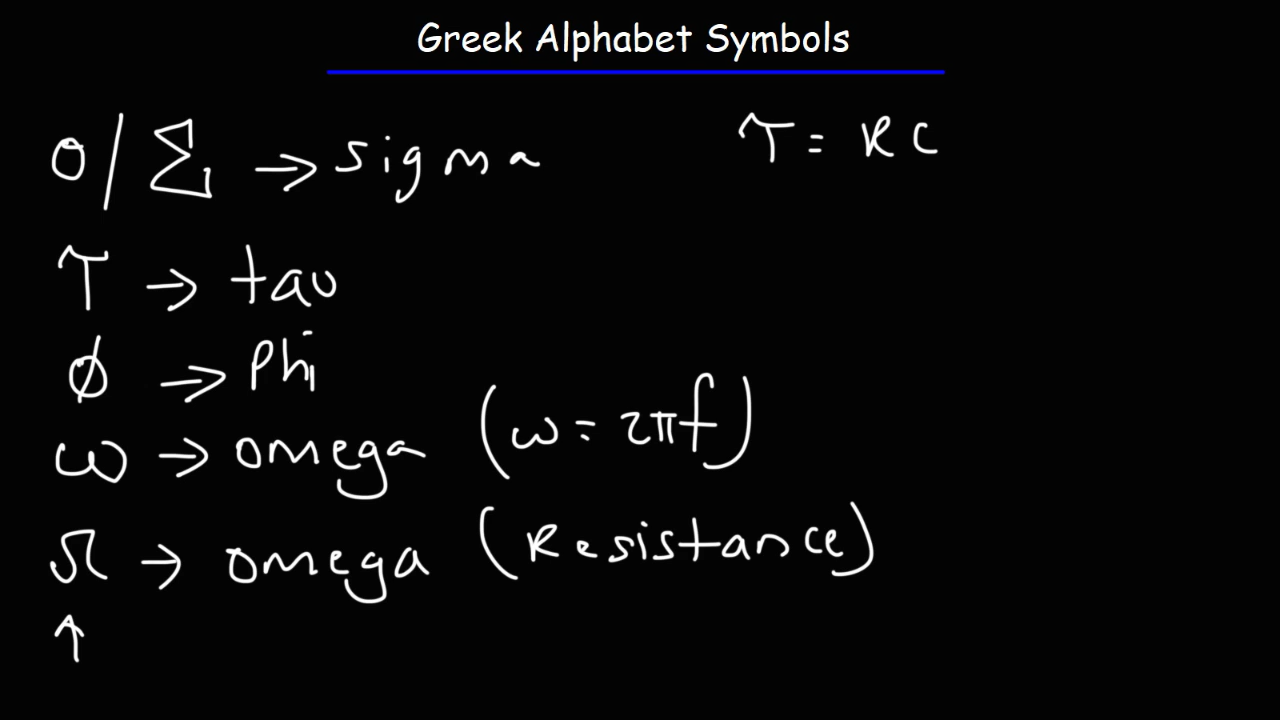 Greek Alphabet Symbols
σ/Σ → sigma
τ = RC
τ → tau
φ → Phi
ω → omega (ω = 2πf)
Ω → omega (Resistance)
↑